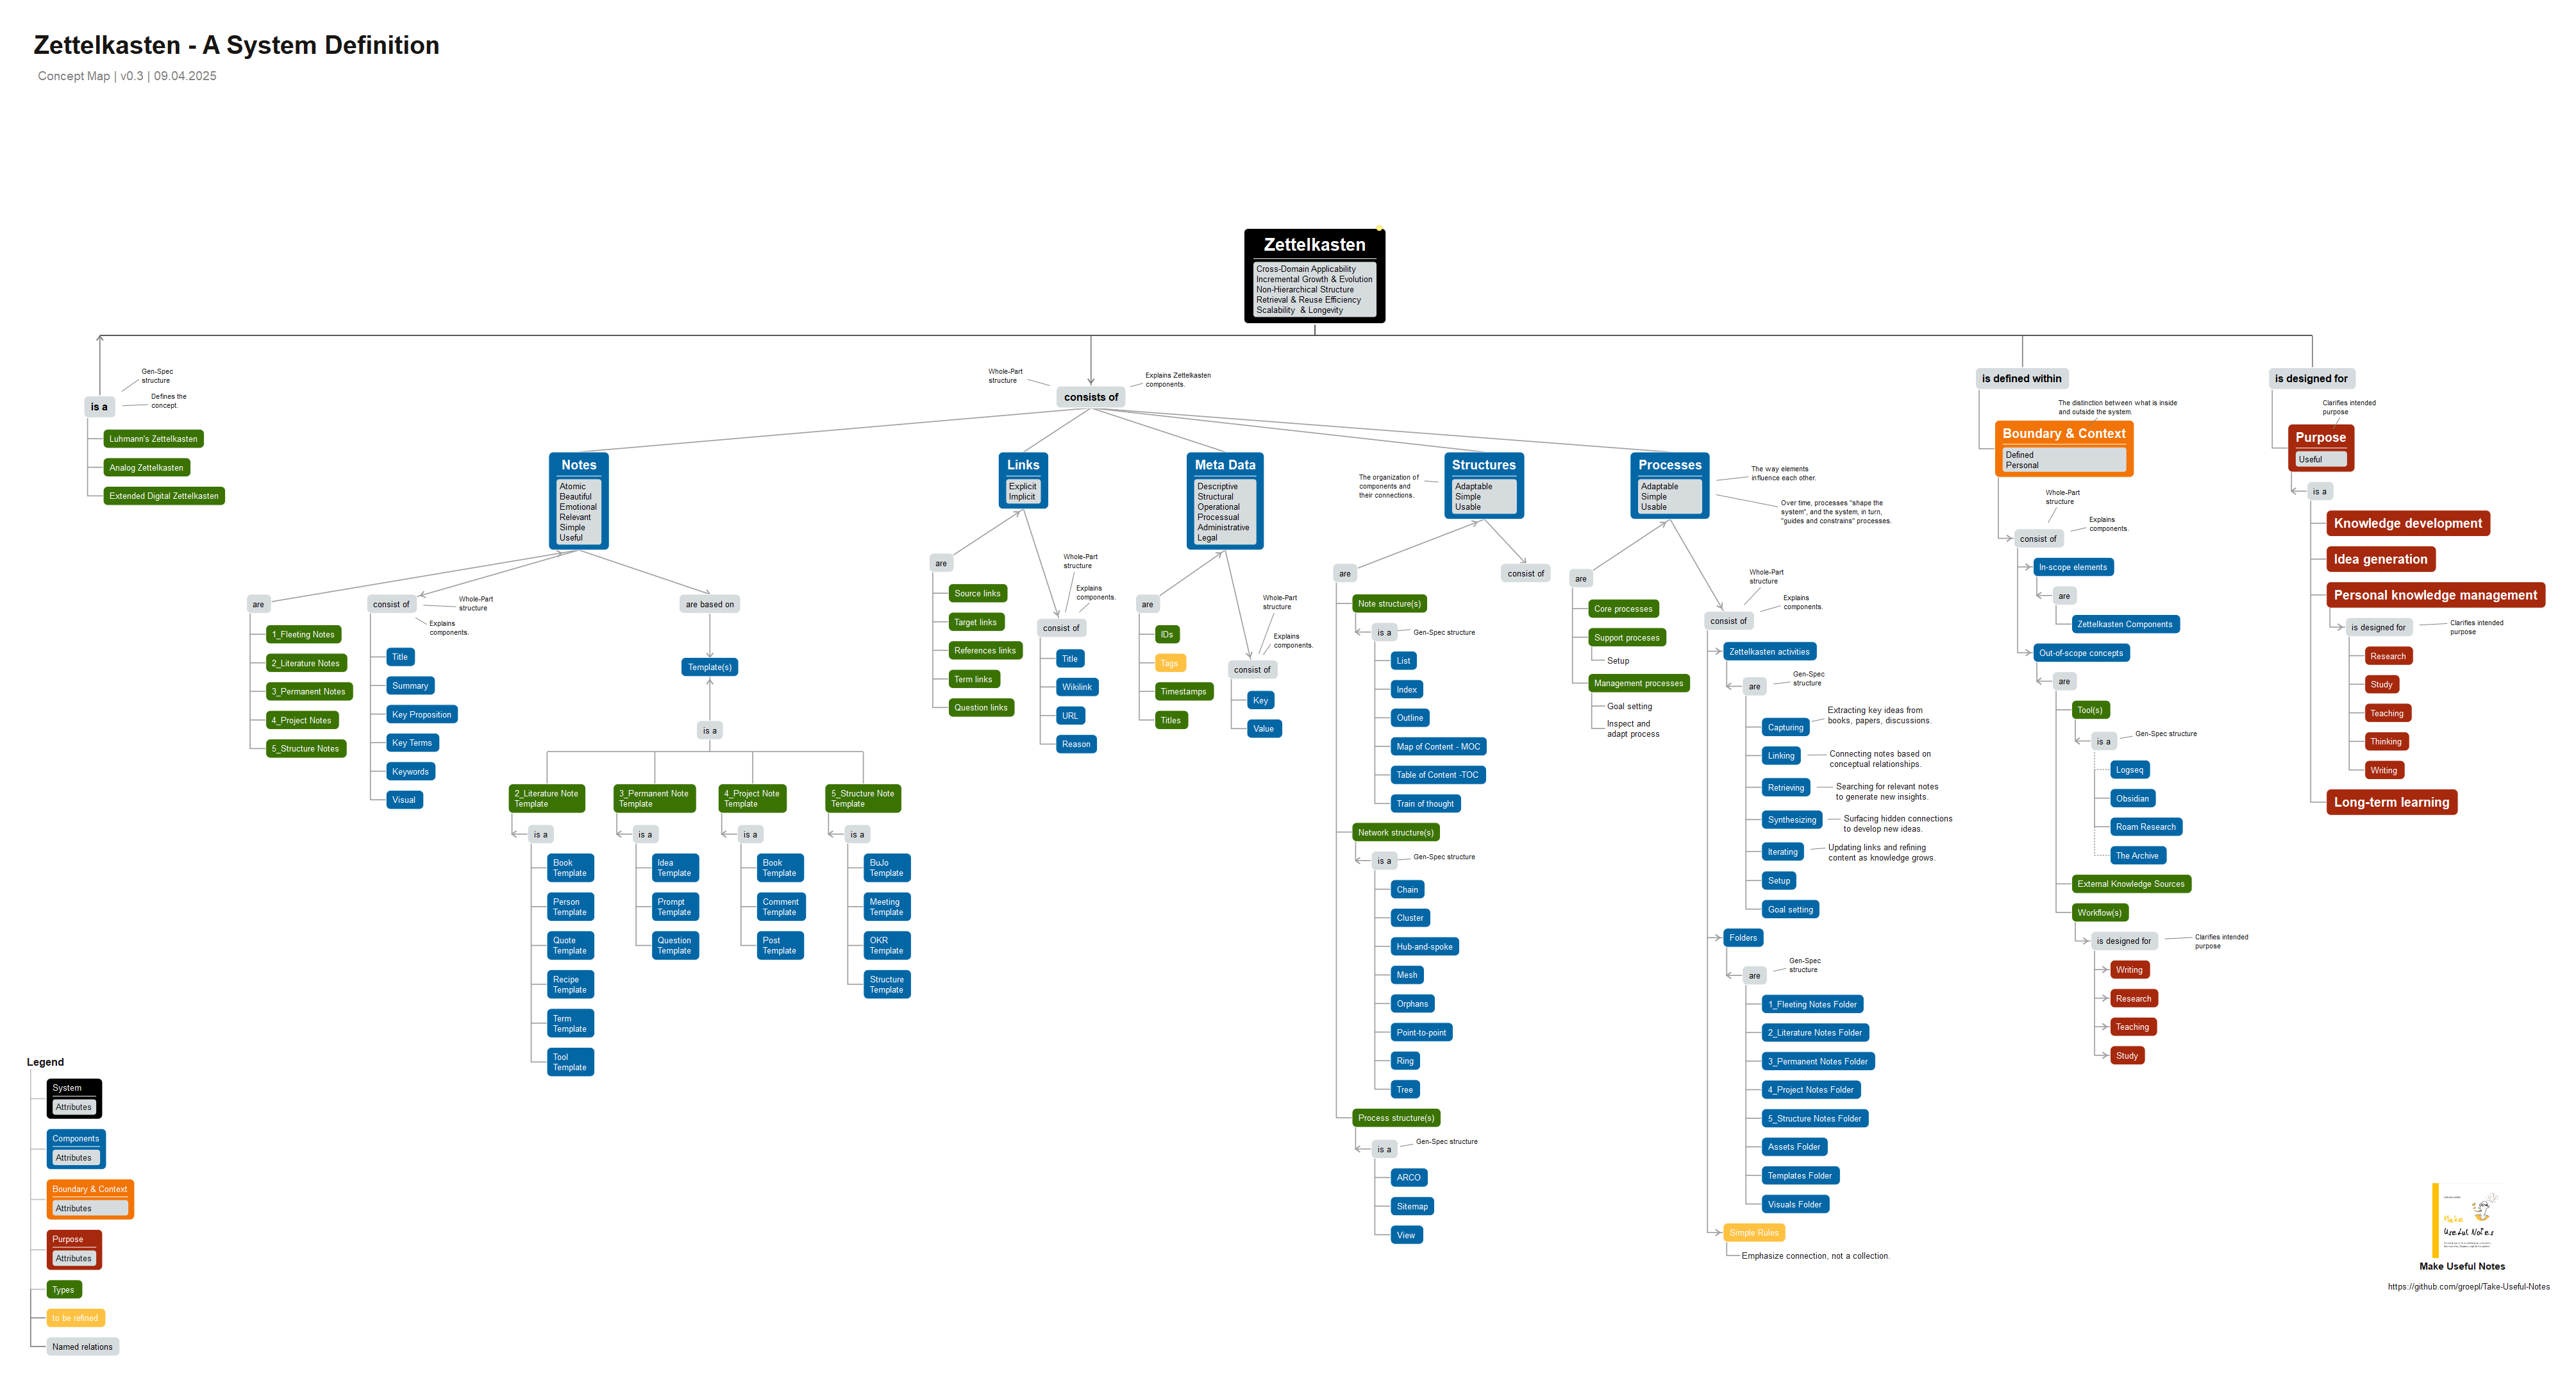 Zettelkasten - A System Definition
Concept Map | v0.3 | 09.04.2025
Zettelkasten
Cross-Domain Applicability
Incremental Growth & Evolution
Non-Hierarchical Structure
Retrieval & Reuse Efficiency
Scalability & Longevity
Gen-Spec
structure
is a
Defines the
concept.
Luhmann's Zettelkasten
Analog Zettelkasten
Extended Digital Zettelkasten
Whole-Part
structure
consists of
Explains Zettelkasten
components.
Notes
Atomic
Beautiful
Emotional
Relevant
Simple
Useful
are
1_Fleeting Notes
2_Literature Notes
3_Permanent Notes
4_Project Notes
5_Structure Notes
consist of
Whole-Part
structure
Explains
components.
Title
Summary
Key Proposition
Key Terms
Keywords
Visual
are based on
Template(s)
is a
2_Literature Note
Template
is a
Book
Template
Person
Template
Quote
Template
Recipe
Template
Term
Template
Tool
Template
3_Permanent Note
Template
is a
Idea
Template
Prompt
Template
Question
Template
4_Project Note
Template
is a
Book
Template
Comment
Template
Post
Template
5_Structure Note
Template
is a
BuJo
Template
Meeting
Template
OKR
Template
Structure
Template
Links
Explicit
Implicit
are
Source links
Target links
References links
Term links
Question links
Whole-Part
structure
Explains
components.
consist of
Title
Wikilink
URL
Reason
Meta Data
Descriptive
Structural
Operational
Processual
Administrative
Legal
are
IDs
Tags
Timestamps
Titles
Whole-Part
structure
Explains
components.
consist of
Key
Value
Structures
Adaptable
Simple
Usable
The organization of
components and
their connections.
are
consist of
Note structure(s)
is a
Gen-Spec structure
List
Index
Outline
Map of Content - MOC
Table of Content -TOC
Train of thought
Network structure(s)
is a
Gen-Spec structure
Chain
Cluster
Hub-and-spoke
Mesh
Orphans
Point-to-point
Ring
Tree
Process structure(s)
is a
Gen-Spec structure
ARCO
Sitemap
View
Processes
Adaptable
Simple
Usable
The way elements
influence each other.
Over time, processes "shape the
system", and the system, in turn,
"guides and constrains" processes.
are
Core processes
Support proceses
Setup
Management processes
Goal setting
Inspect and
adapt process
Whole-Part
structure
Explains
components.
consist of
Zettelkasten activities
are
Gen-Spec
structure
Capturing
Extracting key ideas from
books, papers, discussions.
Linking
Connecting notes based on
conceptual relationships.
Retrieving
Searching for relevant notes
to generate new insights.
Synthesizing
Surfacing hidden connections
to develop new ideas.
Iterating
Updating links and refining
content as knowledge grows.
Setup
Goal setting
Folders
are
Gen-Spec
structure
1_Fleeting Notes Folder
2_Literature Notes Folder
3_Permanent Notes Folder
4_Project Notes Folder
5_Structure Notes Folder
Assets Folder
Templates Folder
Visuals Folder
Simple Rules
Emphasize connection, not a collection.
is defined within
The distinction between what is inside
and outside the system.
Boundary & Context
Defined
Personal
Whole-Part
structure
Explains
components.
consist of
In-scope elements
are
Zettelkasten Components
Out-of-scope concepts
are
Tool(s)
is a
Gen-Spec structure
Logseq
Obsidian
Roam Research
The Archive
External Knowledge Sources
Workflow(s)
is designed for
Clarifies intended
purpose
Writing
Research
Teaching
Study
is designed for
Clarifies intended
purpose
Purpose
Useful
is a
Knowledge development
Idea generation
Personal knowledge management
is designed for
Clarifies intended
purpose
Research
Study
Teaching
Thinking
Writing
Long-term learning
Legend
System
Attributes
Components
Attributes
Boundary & Context
Attributes
Purpose
Attributes
Types
to be refined
Named relations
Make
Useful Notes
Make Useful Notes
https://github.com/groepl/Take-Useful-Notes